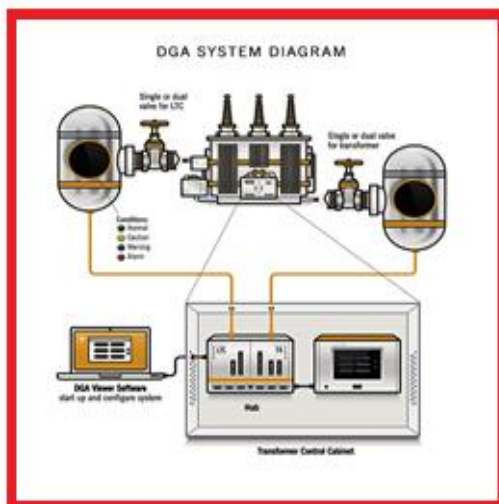 DGA SYSTEM DIAGRAM
Single or dual
valve for LTC
Single or dual valve
for transformer
Conditions:
Normal
Caution
Warning
Alarm
LTC
DGA Viewer Software
start up and configure system
Hub
Transformer Control Cabinet